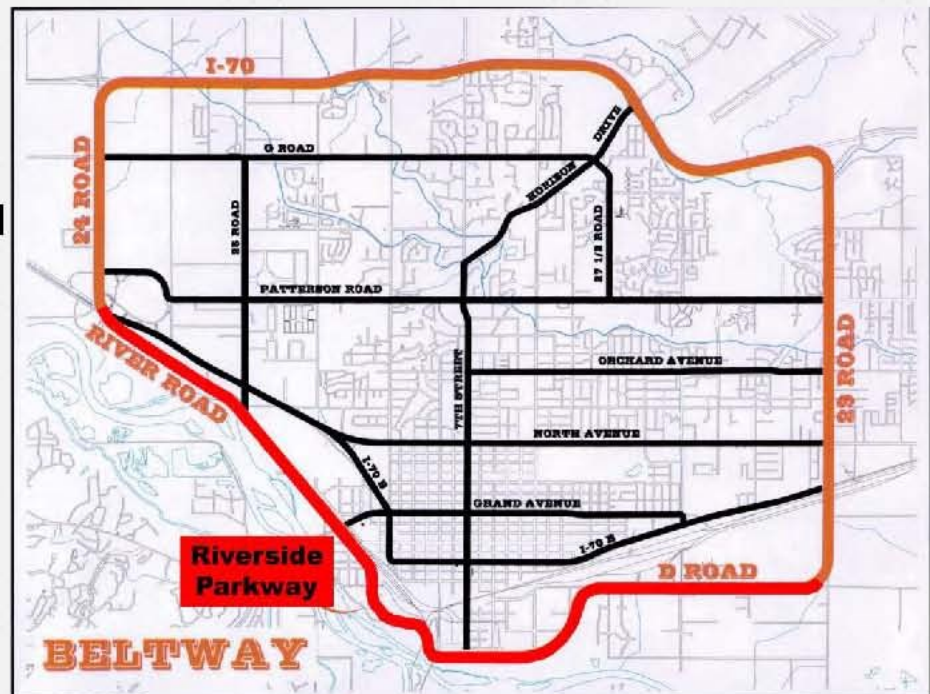 I-70
24 ROAD
G ROAD
HORIZON DRIVE
25 ROAD
27 1/2 ROAD
PATTERSON ROAD
RIVER ROAD
ORCHARD AVENUE
29 ROAD
7TH STREET
NORTH AVENUE
I-70 B
GRAND AVENUE
I-70 B
Riverside
Parkway
D ROAD
BELTWAY